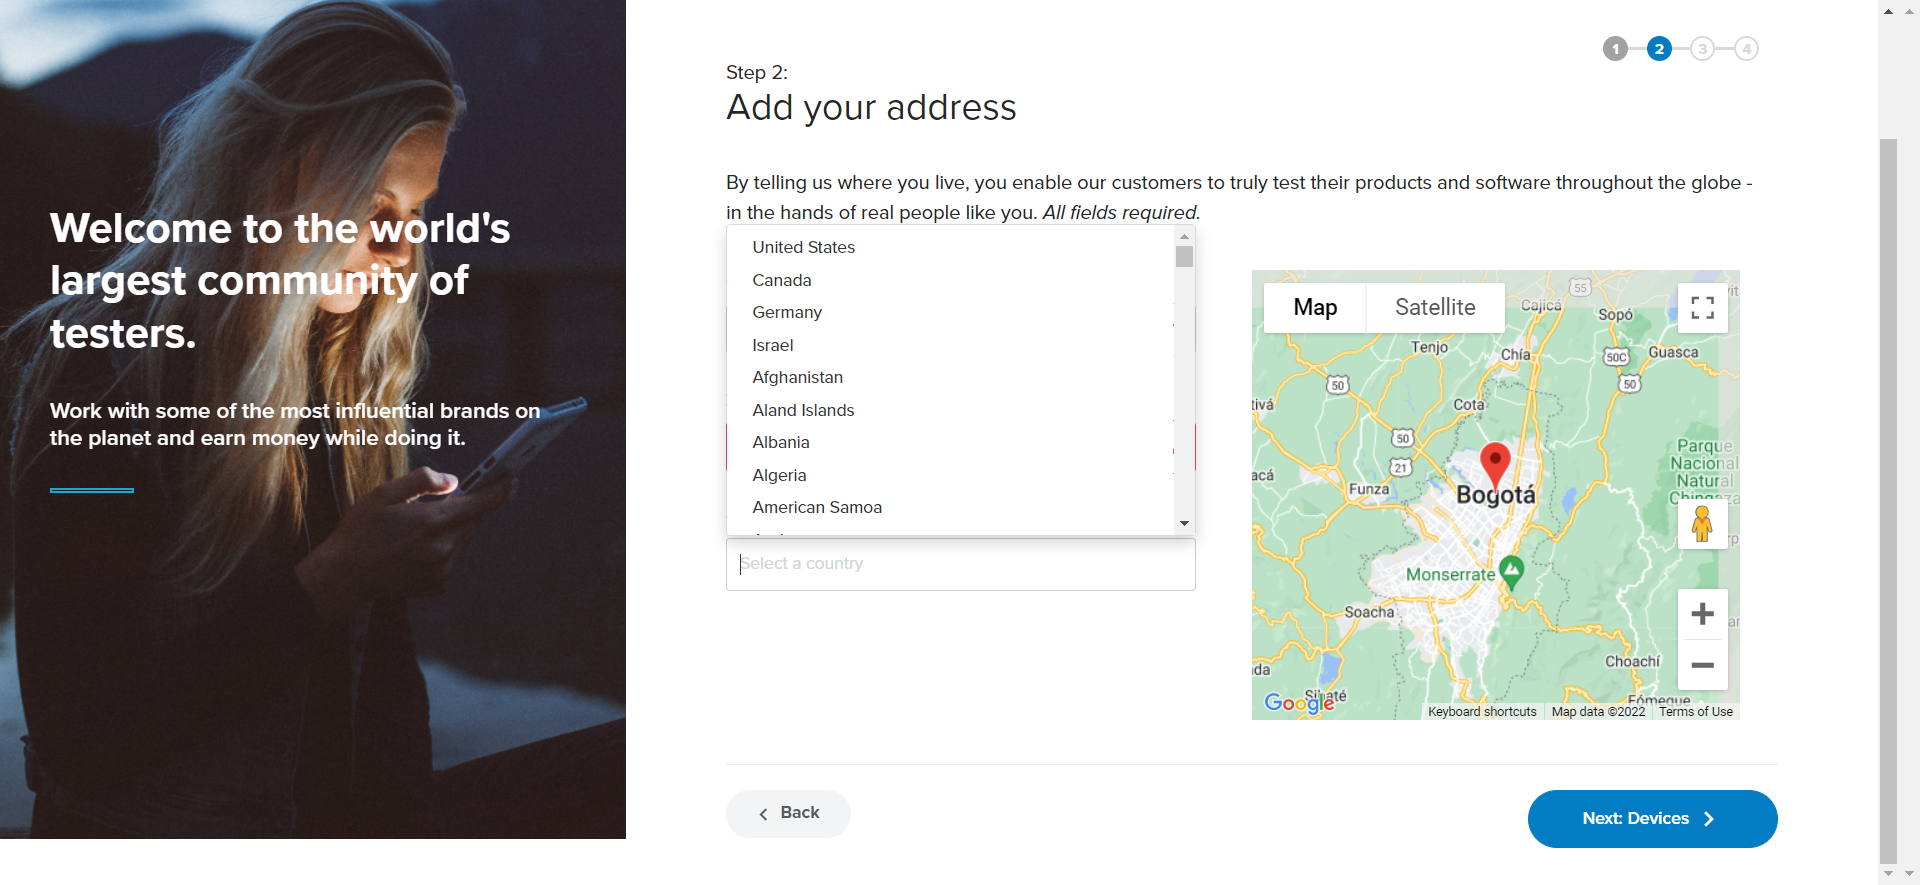 Welcome to the world's
largest community of
testers.
Work with some of the most influential brands on
the planet and earn money while doing it.
1 2 3 4
Step 2:
Add your address
By telling us where you live, you enable our customers to truly test their products and software throughout the globe -
in the hands of real people like you. All fields required.
United States
Canada
Germany
Israel
Afghanistan
Aland Islands
Albania
Algeria
American Samoa
Select a country
Map
Satellite
Cajicá
55
Sopó
Tenjo
Chía
50C
Guasca
50
50
Cota
50
21
Funza
Bogotá
Parque
Nacional
Natural
Monserrate
Soacha
Choachí
Google
Keyboard shortcuts
Map data ©2022
Terms of Use
Back
Next: Devices